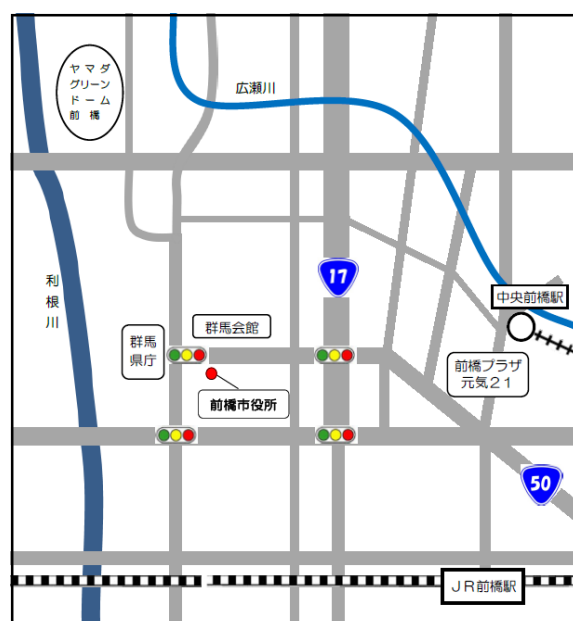 ヤマダ
グリーン
ドーム
前橋
広瀬川
利
根
川
17
中央前橋駅
群馬会館
群馬
県庁
前橋プラザ
元気２１
前橋市役所
50
ＪＲ前橋駅